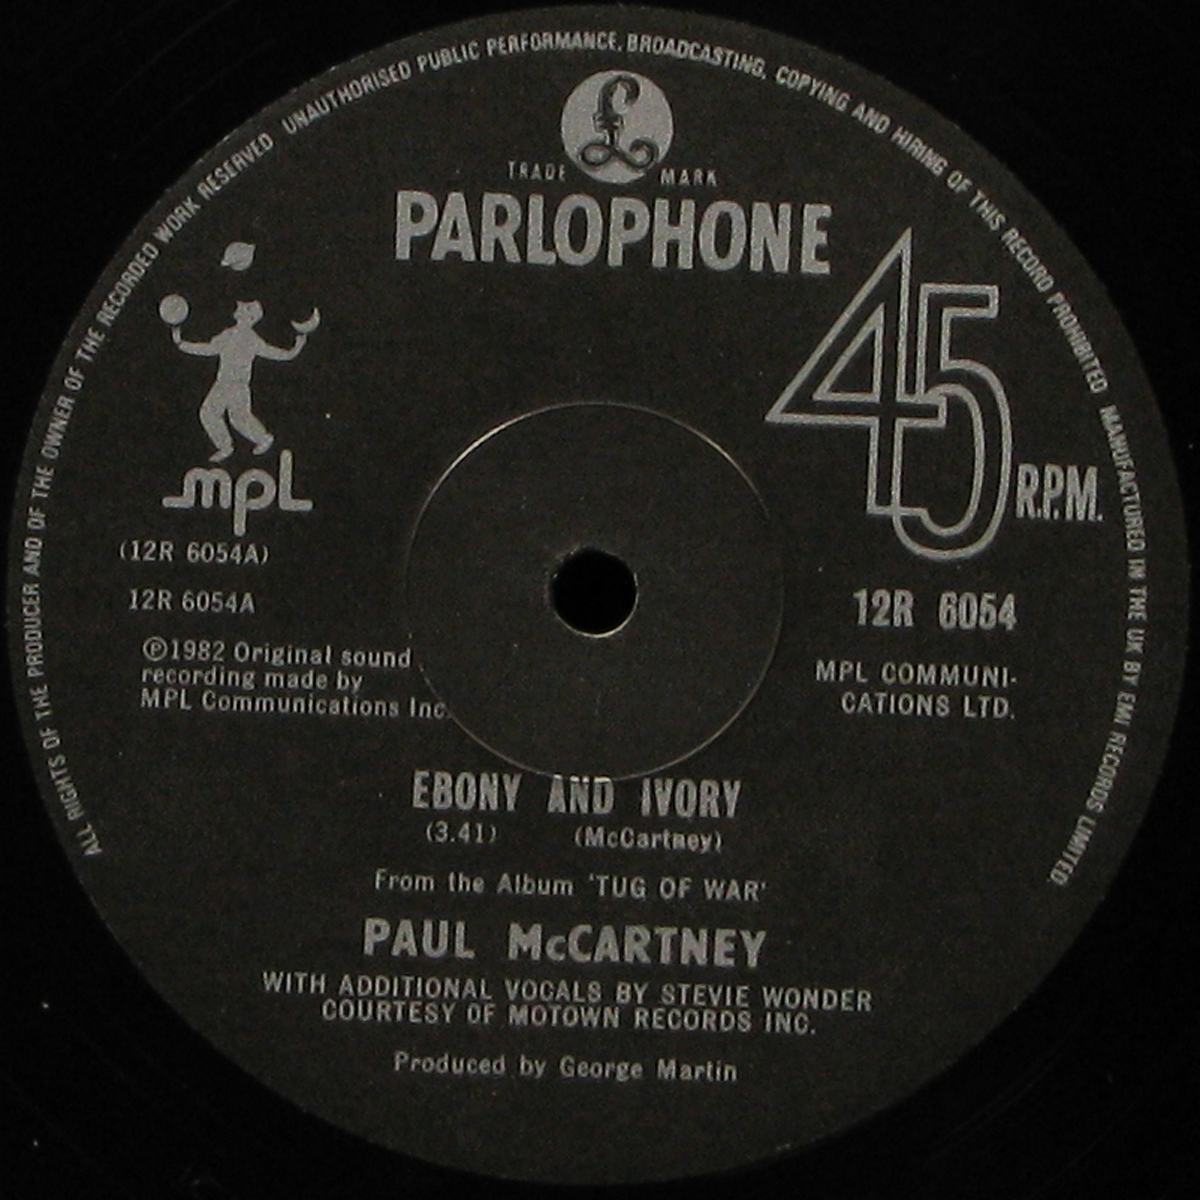 ALL RIGHTS OF THE PRODUCER AND OF THE OWNER OF THE RECORDED WORK RESERVED UNAUTHORISED PUBLIC PERFORMANCE, BROADCASTING, COPYING AND HIRING OF THIS RECORD PROHIBITED MANUFACTURED IN THE UK BY EMI RECORDS LIMITED.
£
TRADE MARK
PARLOPHONE
45 R.P.M.
mpl
(12R 6054A)
12R 6054A
℗1982 Original sound
recording made by
MPL Communications Inc.
12R 6054
MPL COMMUNI-
CATIONS LTD.
EBONY AND IVORY
(3.41) (McCartney)
From the Album 'TUG OF WAR'
PAUL McCARTNEY
WITH ADDITIONAL VOCALS BY STEVIE WONDER
COURTESY OF MOTOWN RECORDS INC.
Produced by George Martin